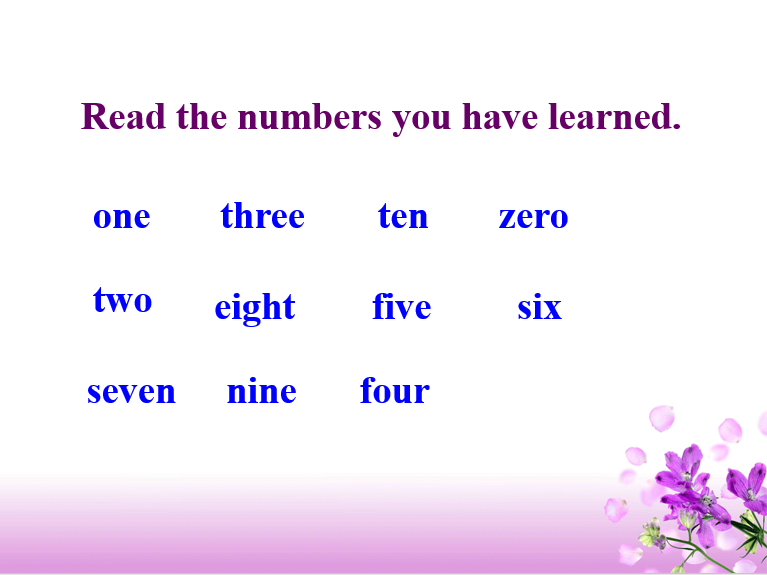 Read the numbers you have learned.
one three ten zero
two eight five six
seven nine four